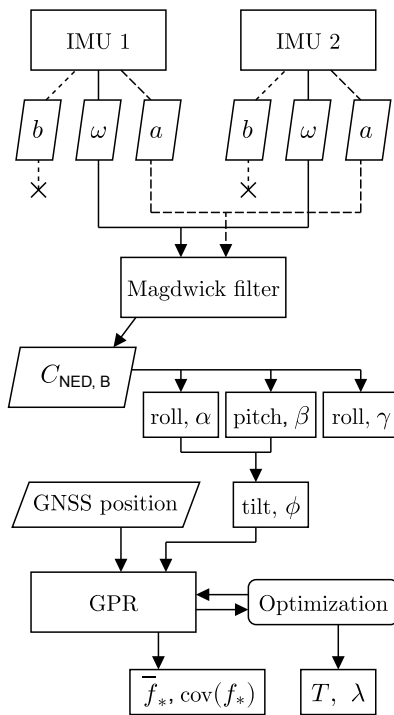 IMU 1 IMU 2
b ω a b ω a
Magdwick filter
C_NED, B
roll, α pitch, β roll, γ
GNSS position tilt, ϕ
GPR Optimization
f̅_*, cov(f_*) T, λ